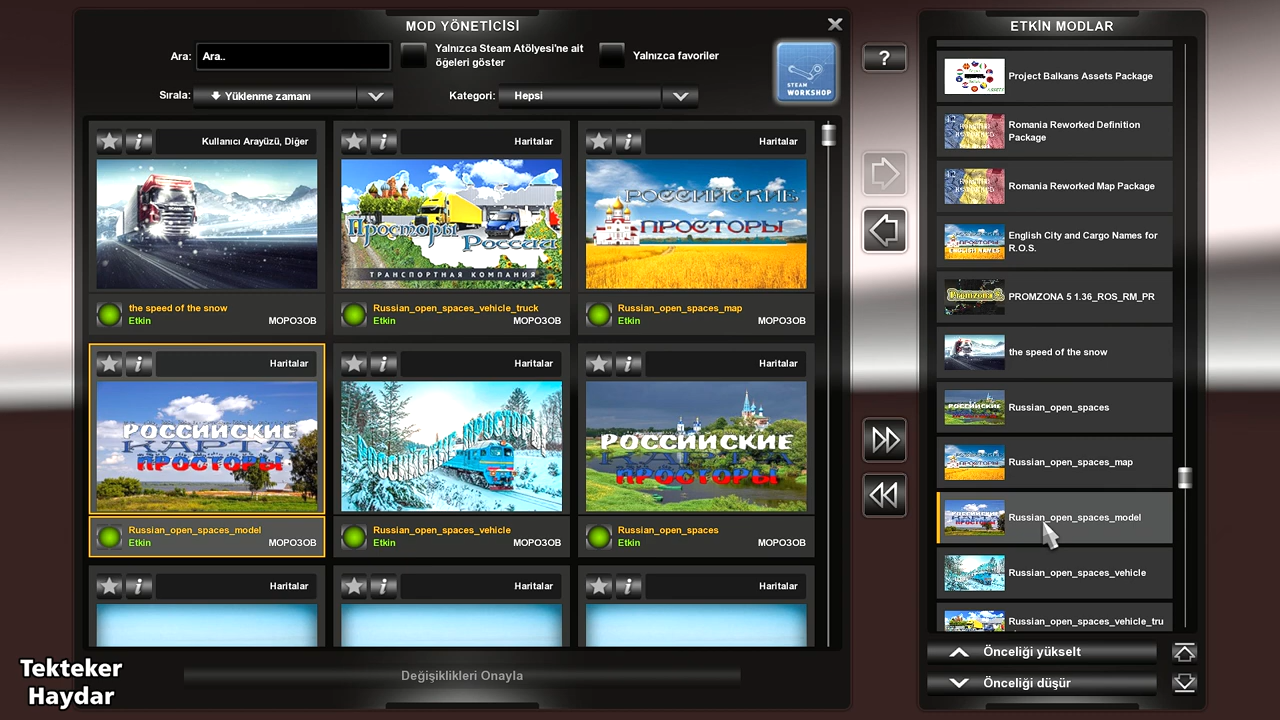 MOD YÖNETİCİSİ
Ara:
Ara..
Yalnızca Steam Atölyesi'ne ait
öğeleri göster
Yalnızca favoriler
STEAM
WORKSHOP
Sırala:
Yüklenme zamanı
Kategori:
Hepsi
Kullanıcı Arayüzü, Diğer
Haritalar
Haritalar
Просторы
России
ТРАНСПОРТНАЯ КОМПАНИЯ
РОССИЙСКИЕ
ПРОСТОРЫ
the speed of the snow
Etkin
МОРОЗОВ
Russian_open_spaces_vehicle_truck
Etkin
МОРОЗОВ
Russian_open_spaces_map
Etkin
МОРОЗОВ
Haritalar
Haritalar
Haritalar
РОССИЙСКИЕ
КАРТА
ПРОСТОРЫ
РОССИЙСКИЕ ПРОСТОРЫ
РОССИЙСКИЕ
КАРТА
ПРОСТОРЫ
Russian_open_spaces_model
Etkin
МОРОЗОВ
Russian_open_spaces_vehicle
Etkin
МОРОЗОВ
Russian_open_spaces
Etkin
МОРОЗОВ
Haritalar
Haritalar
Haritalar
Değişiklikleri Onayla
?
ETKİN MODLAR
Project Balkans Assets Package
Romania Reworked Definition
Package
Romania Reworked Map Package
English City and Cargo Names for
R.O.S.
PROMZONA 5 1.36_ROS_RM_PR
the speed of the snow
Russian_open_spaces
Russian_open_spaces_map
Russian_open_spaces_model
Russian_open_spaces_vehicle
Russian_open_spaces_vehicle_tru
Önceliği yükselt
Önceliği düşür
Tekteker
Haydar